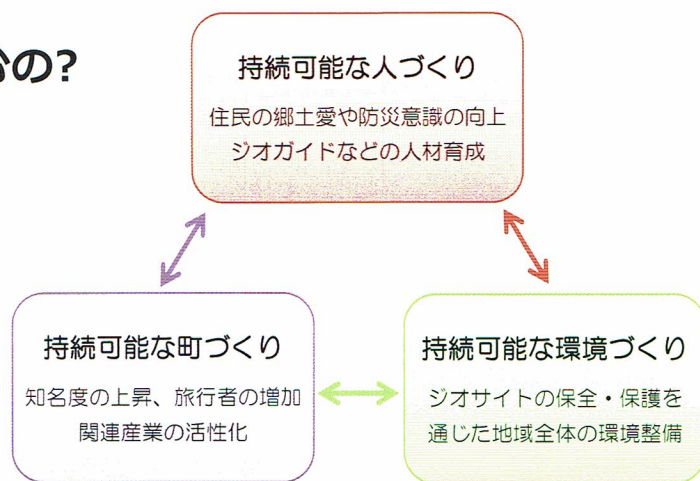 の?
持続可能な人づくり
住民の郷土愛や防災意識の向上
ジオガイドなどの人材育成
持続可能な町づくり
知名度の上昇、旅行者の増加
関連産業の活性化
持続可能な環境づくり
ジオサイトの保全・保護を
通じた地域全体の環境整備